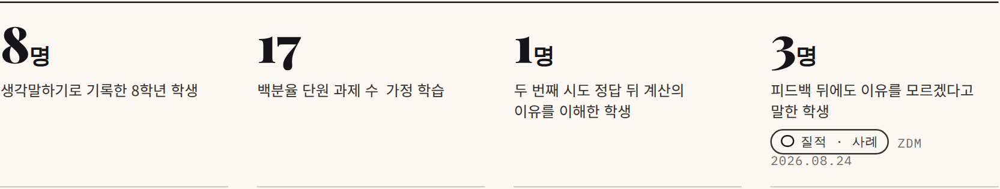 8명
생각말하기로 기록한 8학년 학생
17
백분율 단원 과제 수 가정 학습
1명
두 번째 시도 정답 뒤 계산의
이유를 이해한 학생
3명
피드백 뒤에도 이유를 모르겠다고
말한 학생
질적 · 사례 ZDM
2026.08.24